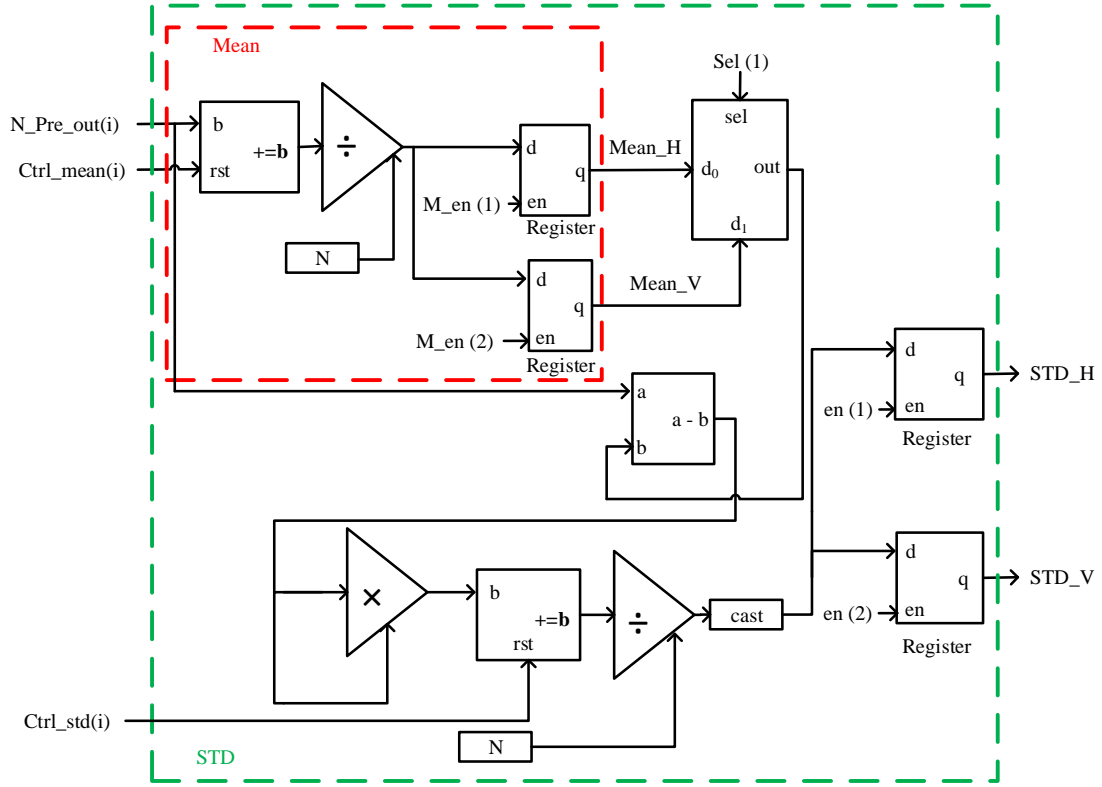 Mean
Sel (1)
N_Pre_out(i)
b
+=b
rst
Ctrl_mean(i)
÷
N
d
q
en
M_en (1)
Register
Mean_H
sel
d₀
out
d₁
d
q
en
M_en (2)
Register
Mean_V
a
a - b
b
d
q
en
en (1)
Register
STD_H
×
b
+=b
rst
÷
cast
d
q
en
en (2)
Register
STD_V
Ctrl_std(i)
N
STD